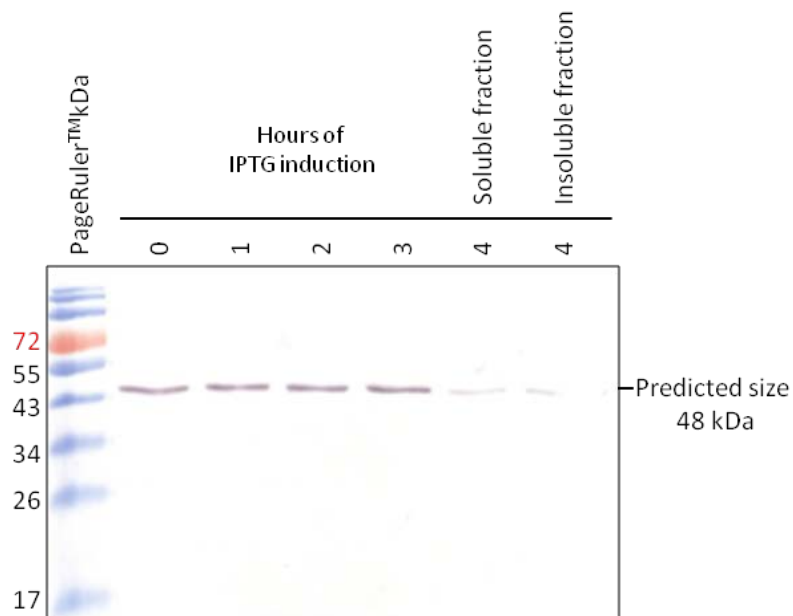 PageRuler™kDa
Hours of
IPTG induction
Soluble fraction
Insoluble fraction
0 1 2 3 4 4
72
55
43
34
26
17
Predicted size
48 kDa